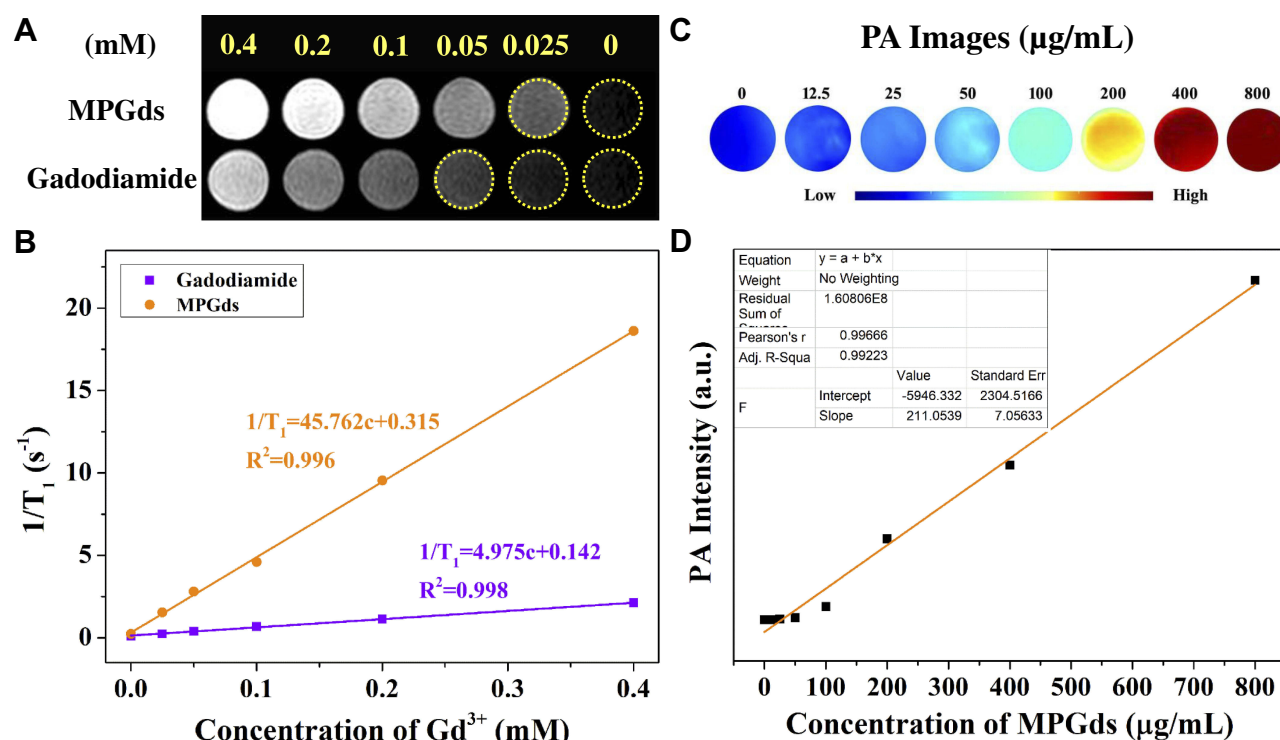 A
(mM) 0.4 0.2 0.1 0.05 0.025 0
MPGds
Gadodiamide
B
Gadodiamide
MPGds
1/T1=45.762c+0.315
R²=0.996
1/T1=4.975c+0.142
R²=0.998
1/T1 (s⁻¹)
20
15
10
5
0
0.0 0.1 0.2 0.3 0.4
Concentration of Gd³⁺ (mM)
C
PA Images (µg/mL)
0 12.5 25 50 100 200 400 800
Low High
D
Equation y = a + b*x
Weight No Weighting
Residual 1.60806E8
Sum of
Pearson's r 0.99666
Adj. R-Squa 0.99223
Value Standard Err
F Intercept -5946.332 2304.5166
Slope 211.0539 7.05633
PA Intensity (a.u.)
0 100 200 300 400 500 600 700 800
Concentration of MPGds (µg/mL)